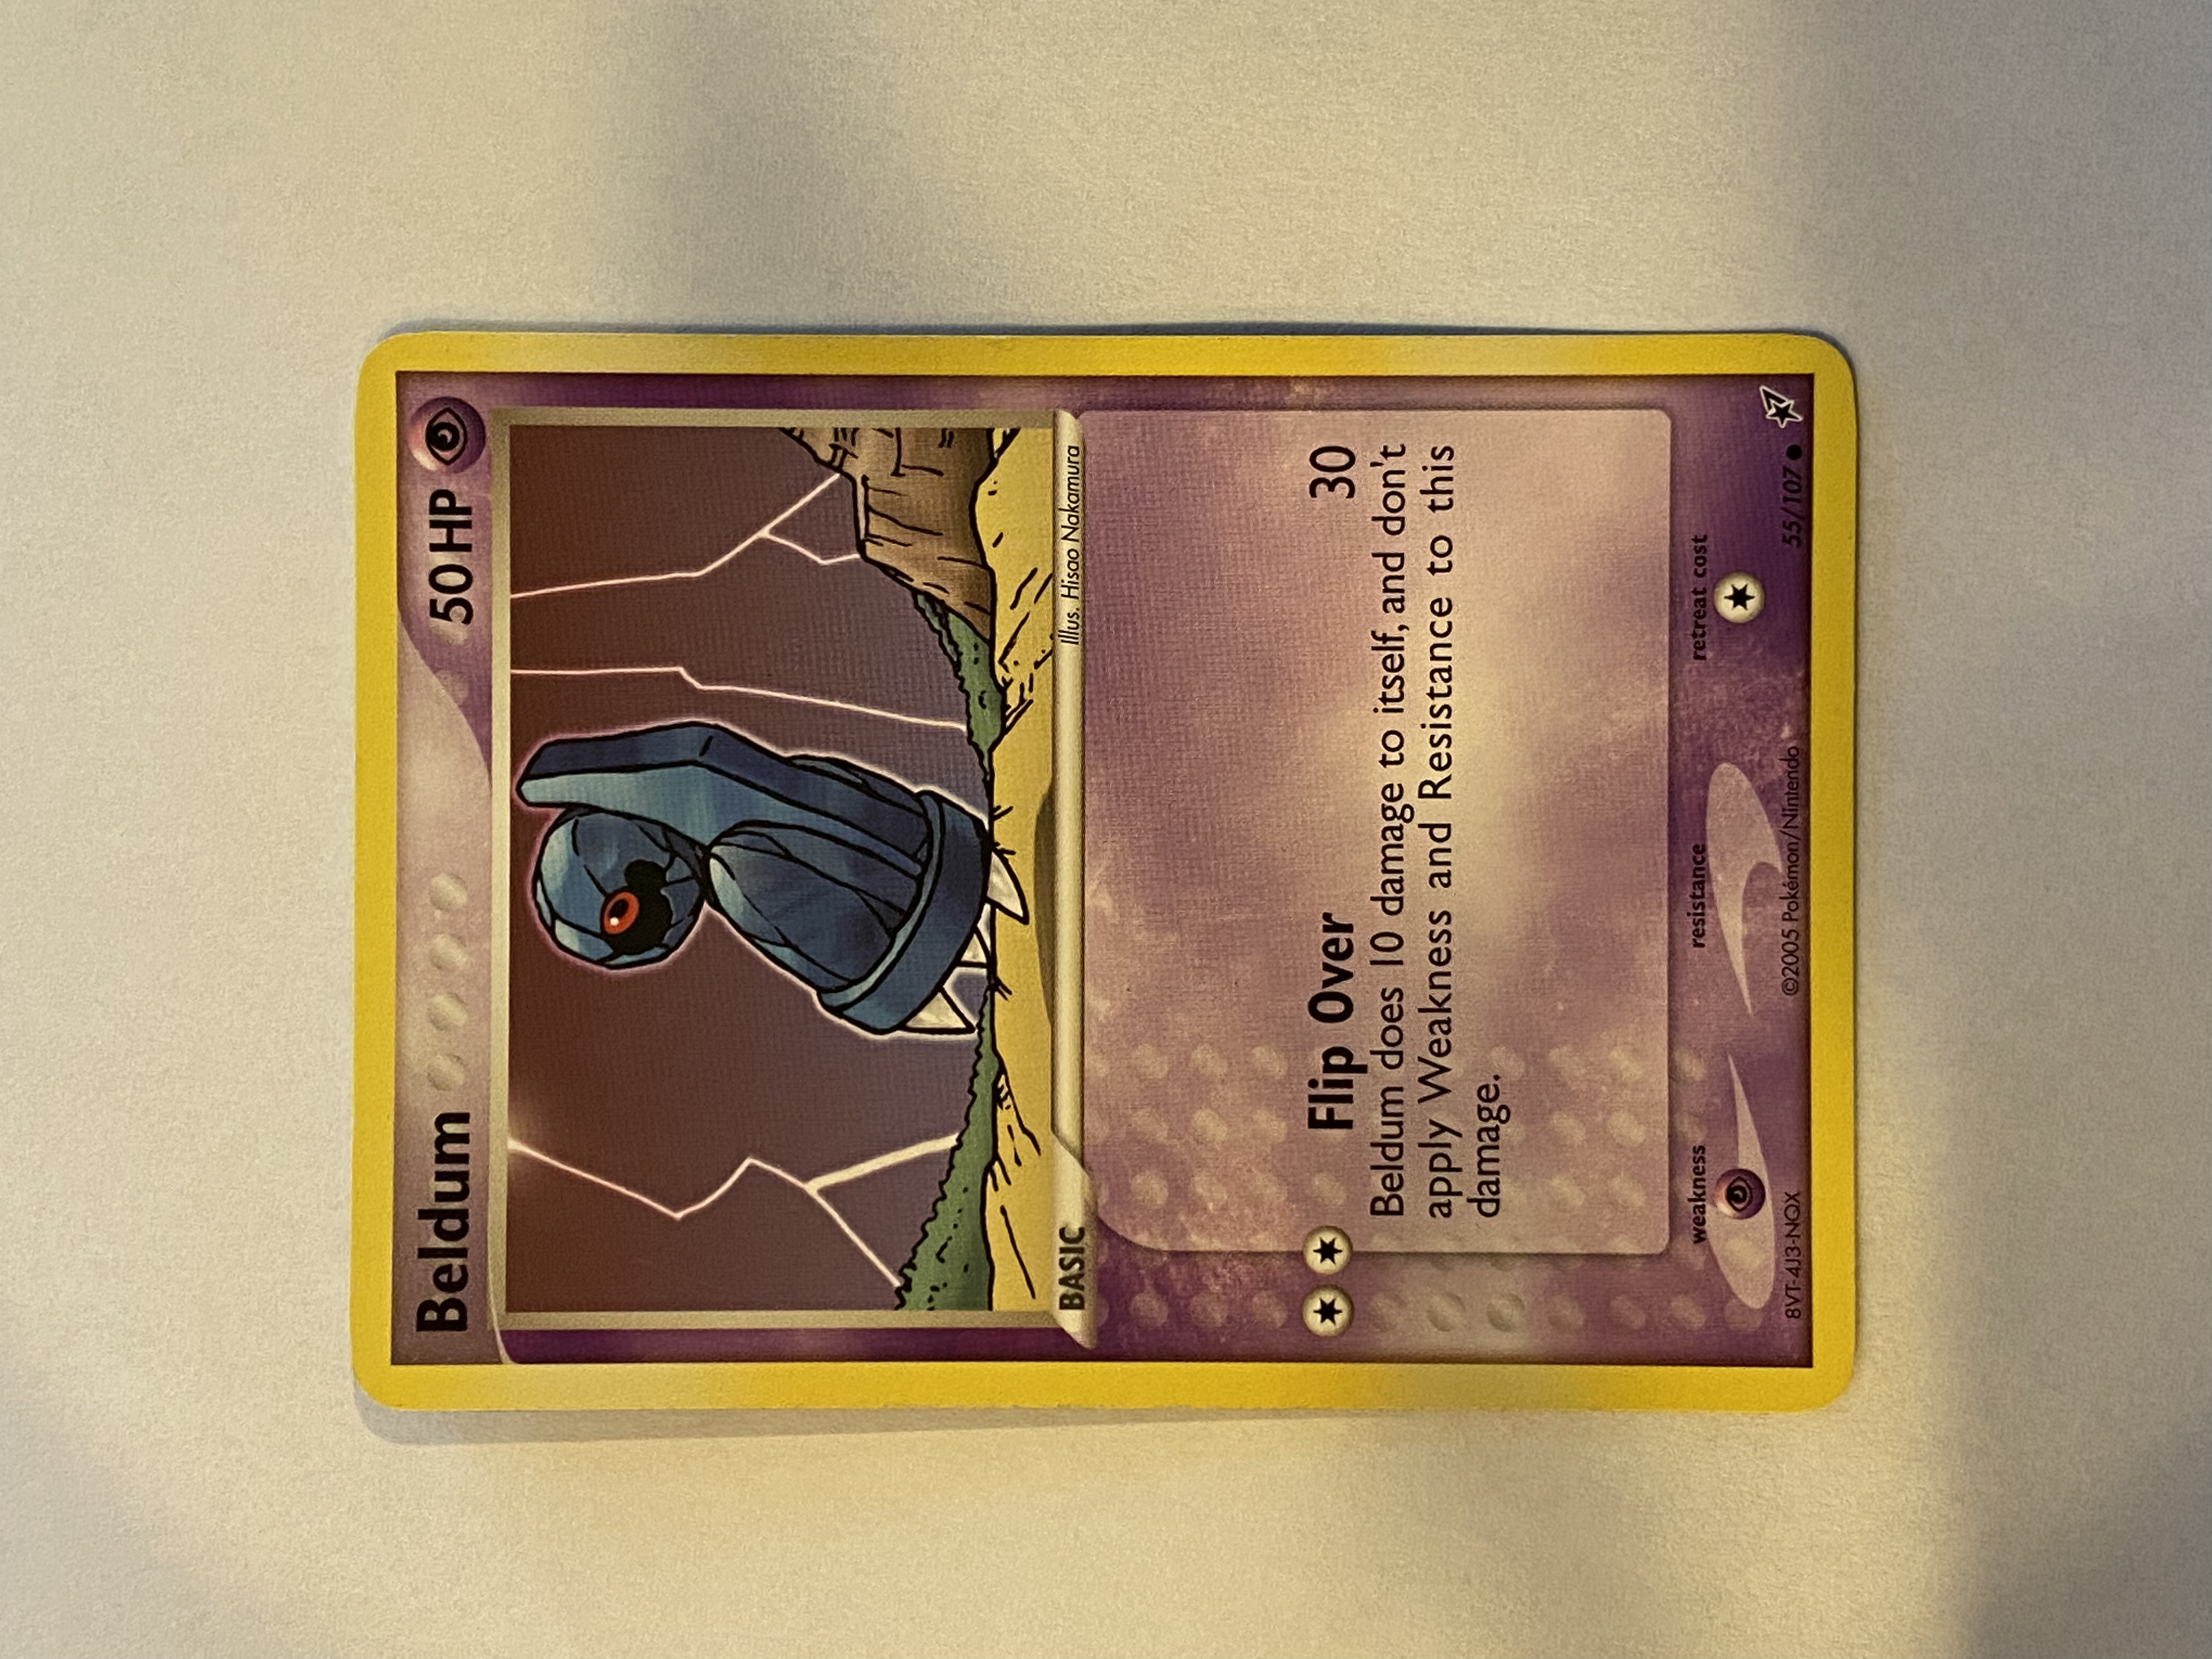 Beldum 50 HP
BASIC
Illus. Hisao Nakamura
Flip Over 30
Beldum does 10 damage to itself, and don't
apply Weakness and Resistance to this
damage.
weakness resistance retreat cost
8VT-4J3-NQX ©2005 Pokémon/Nintendo 55/107